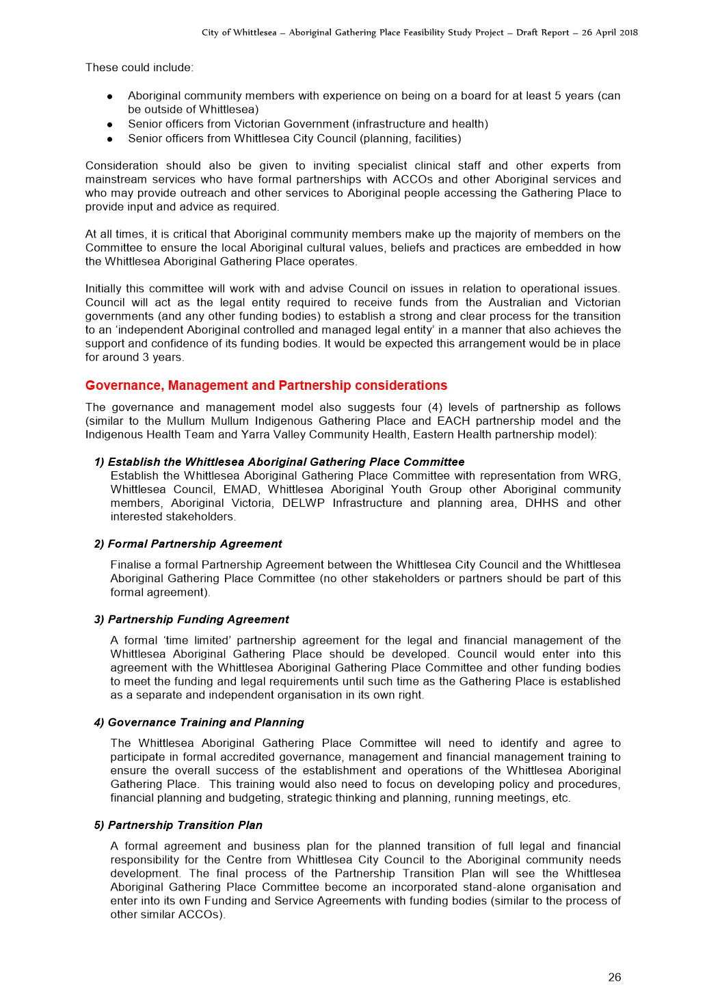 City of Whittlesea – Aboriginal Gathering Place Feasibility Study Project – Draft Report – 26 April 2018
These could include:
● Aboriginal community members with experience on being on a board for at least 5 years (can
be outside of Whittlesea)
● Senior officers from Victorian Government (infrastructure and health)
● Senior officers from Whittlesea City Council (planning, facilities)
Consideration should also be given to inviting specialist clinical staff and other experts from
mainstream services who have formal partnerships with ACCOs and other Aboriginal services and
who may provide outreach and other services to Aboriginal people accessing the Gathering Place to
provide input and advice as required.
At all times, it is critical that Aboriginal community members make up the majority of members on the
Committee to ensure the local Aboriginal cultural values, beliefs and practices are embedded in how
the Whittlesea Aboriginal Gathering Place operates.
Initially this committee will work with and advise Council on issues in relation to operational issues.
Council will act as the legal entity required to receive funds from the Australian and Victorian
governments (and any other funding bodies) to establish a strong and clear process for the transition
to an ‘independent Aboriginal controlled and managed legal entity’ in a manner that also achieves the
support and confidence of its funding bodies. It would be expected this arrangement would be in place
for around 3 years.
Governance, Management and Partnership considerations
The governance and management model also suggests four (4) levels of partnership as follows
(similar to the Mullum Mullum Indigenous Gathering Place and EACH partnership model and the
Indigenous Health Team and Yarra Valley Community Health, Eastern Health partnership model):
1) Establish the Whittlesea Aboriginal Gathering Place Committee
Establish the Whittlesea Aboriginal Gathering Place Committee with representation from WRG,
Whittlesea Council, EMAD, Whittlesea Aboriginal Youth Group other Aboriginal community
members, Aboriginal Victoria, DELWP Infrastructure and planning area, DHHS and other
interested stakeholders.
2) Formal Partnership Agreement
Finalise a formal Partnership Agreement between the Whittlesea City Council and the Whittlesea
Aboriginal Gathering Place Committee (no other stakeholders or partners should be part of this
formal agreement).
3) Partnership Funding Agreement
A formal ‘time limited’ partnership agreement for the legal and financial management of the
Whittlesea Aboriginal Gathering Place should be developed. Council would enter into this
agreement with the Whittlesea Aboriginal Gathering Place Committee and other funding bodies
to meet the funding and legal requirements until such time as the Gathering Place is established
as a separate and independent organisation in its own right.
4) Governance Training and Planning
The Whittlesea Aboriginal Gathering Place Committee will need to identify and agree to
participate in formal accredited governance, management and financial management training to
ensure the overall success of the establishment and operations of the Whittlesea Aboriginal
Gathering Place.  This training would also need to focus on developing policy and procedures,
financial planning and budgeting, strategic thinking and planning, running meetings, etc.
5) Partnership Transition Plan
A formal agreement and business plan for the planned transition of full legal and financial
responsibility for the Centre from Whittlesea City Council to the Aboriginal community needs
development. The final process of the Partnership Transition Plan will see the Whittlesea
Aboriginal Gathering Place Committee become an incorporated stand-alone organisation and
enter into its own Funding and Service Agreements with funding bodies (similar to the process of
other similar ACCOs).
26